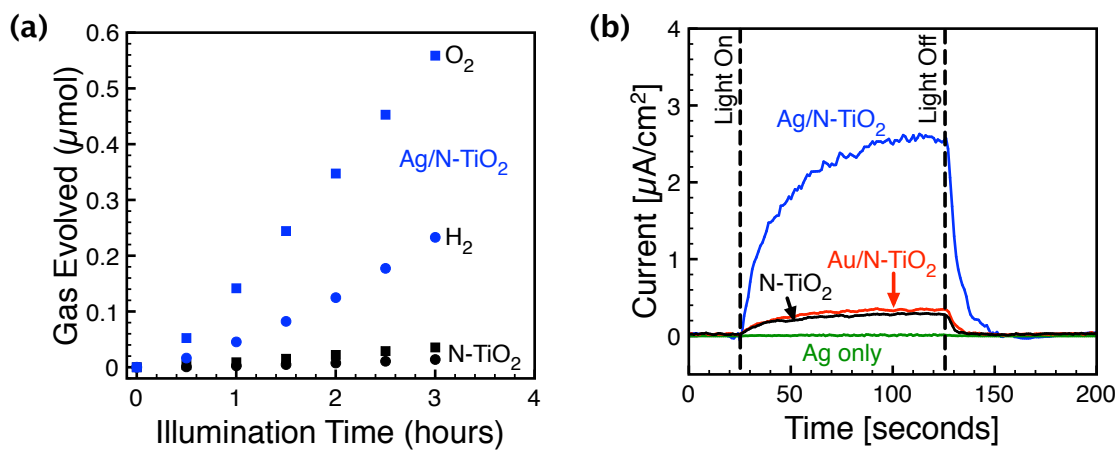 (a)
Gas Evolved (µmol)
0.6
0.5
0.4
0.3
0.2
0.1
0
O2
Ag/N-TiO2
H2
N-TiO2
0
1
2
3
4
Illumination Time (hours)
(b)
Current [µA/cm2]
4
3
2
1
0
Light On
Light Off
Ag/N-TiO2
Au/N-TiO2
N-TiO2
Ag only
0
50
100
150
200
Time [seconds]